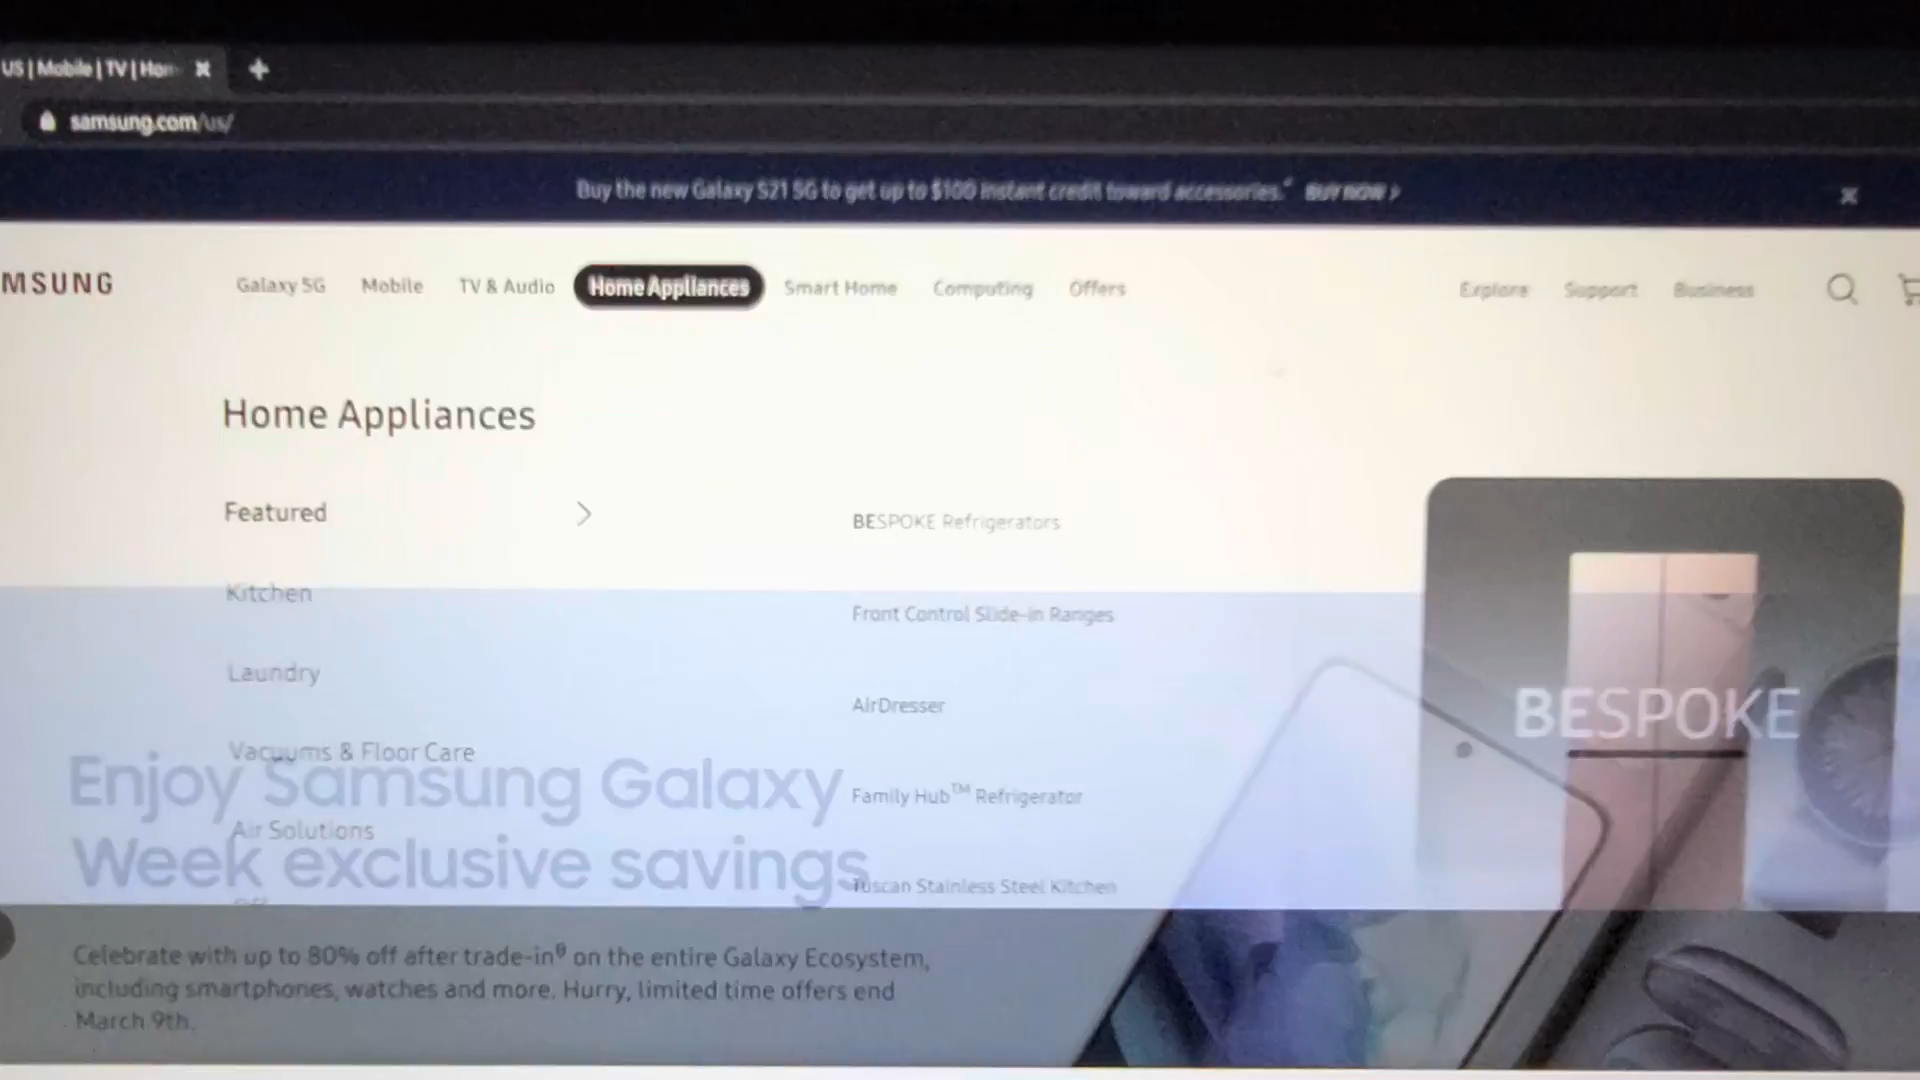 US | Mobile | TV | Hom
samsung.com/us/
Buy the new Galaxy S21 5G to get up to $100 instant credit toward accessories.* BUY NOW >
MSUNG
Galaxy 5G Mobile TV & Audio Home Appliances Smart Home Computing Offers Explore Support Business
Home Appliances
Featured
Kitchen
Laundry
Vacuums & Floor Care
Air Solutions
BESPOKE Refrigerators
Front Control Slide-in Ranges
AirDresser
Family Hub™ Refrigerator
Tuscan Stainless Steel Kitchen
BESPOKE
Enjoy Samsung Galaxy
Week exclusive savings
Celebrate with up to 80% off after trade-in on the entire Galaxy Ecosystem,
including smartphones, watches and more. Hurry, limited time offers end
March 9th.